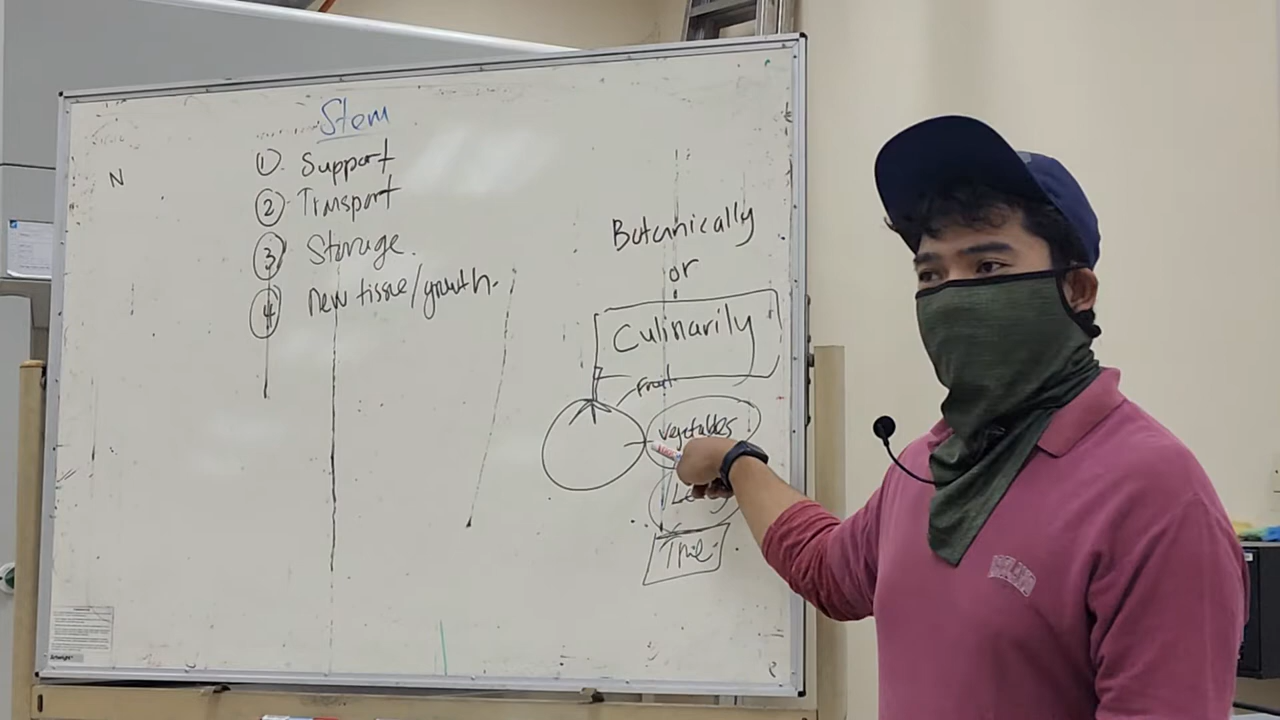 Stem
N
① Support
② Transport
③ Storage.
④ new tissue/growth.
Botanically
or
Culinarily
Fruit
vegetables